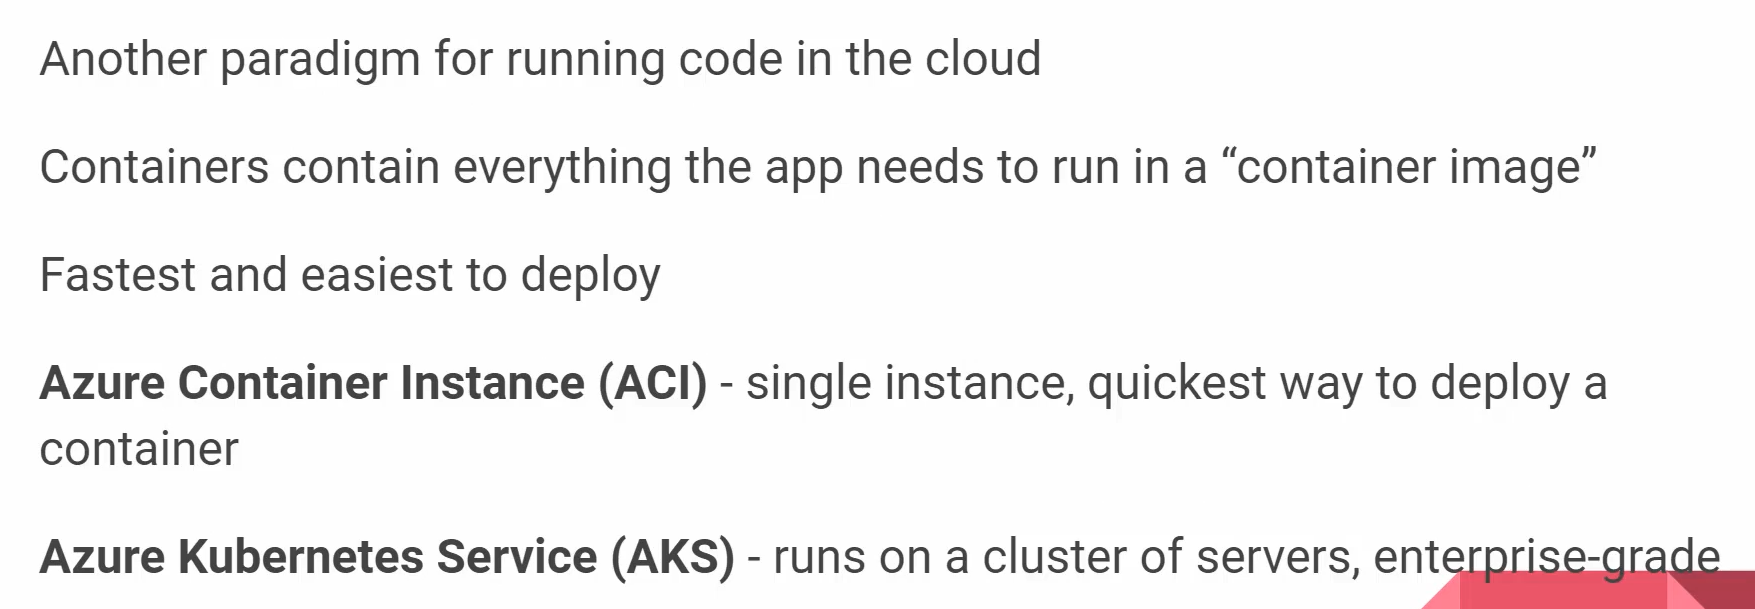 Another paradigm for running code in the cloud
Containers contain everything the app needs to run in a “container image”
Fastest and easiest to deploy
Azure Container Instance (ACI) - single instance, quickest way to deploy a
container
Azure Kubernetes Service (AKS) - runs on a cluster of servers, enterprise-grade